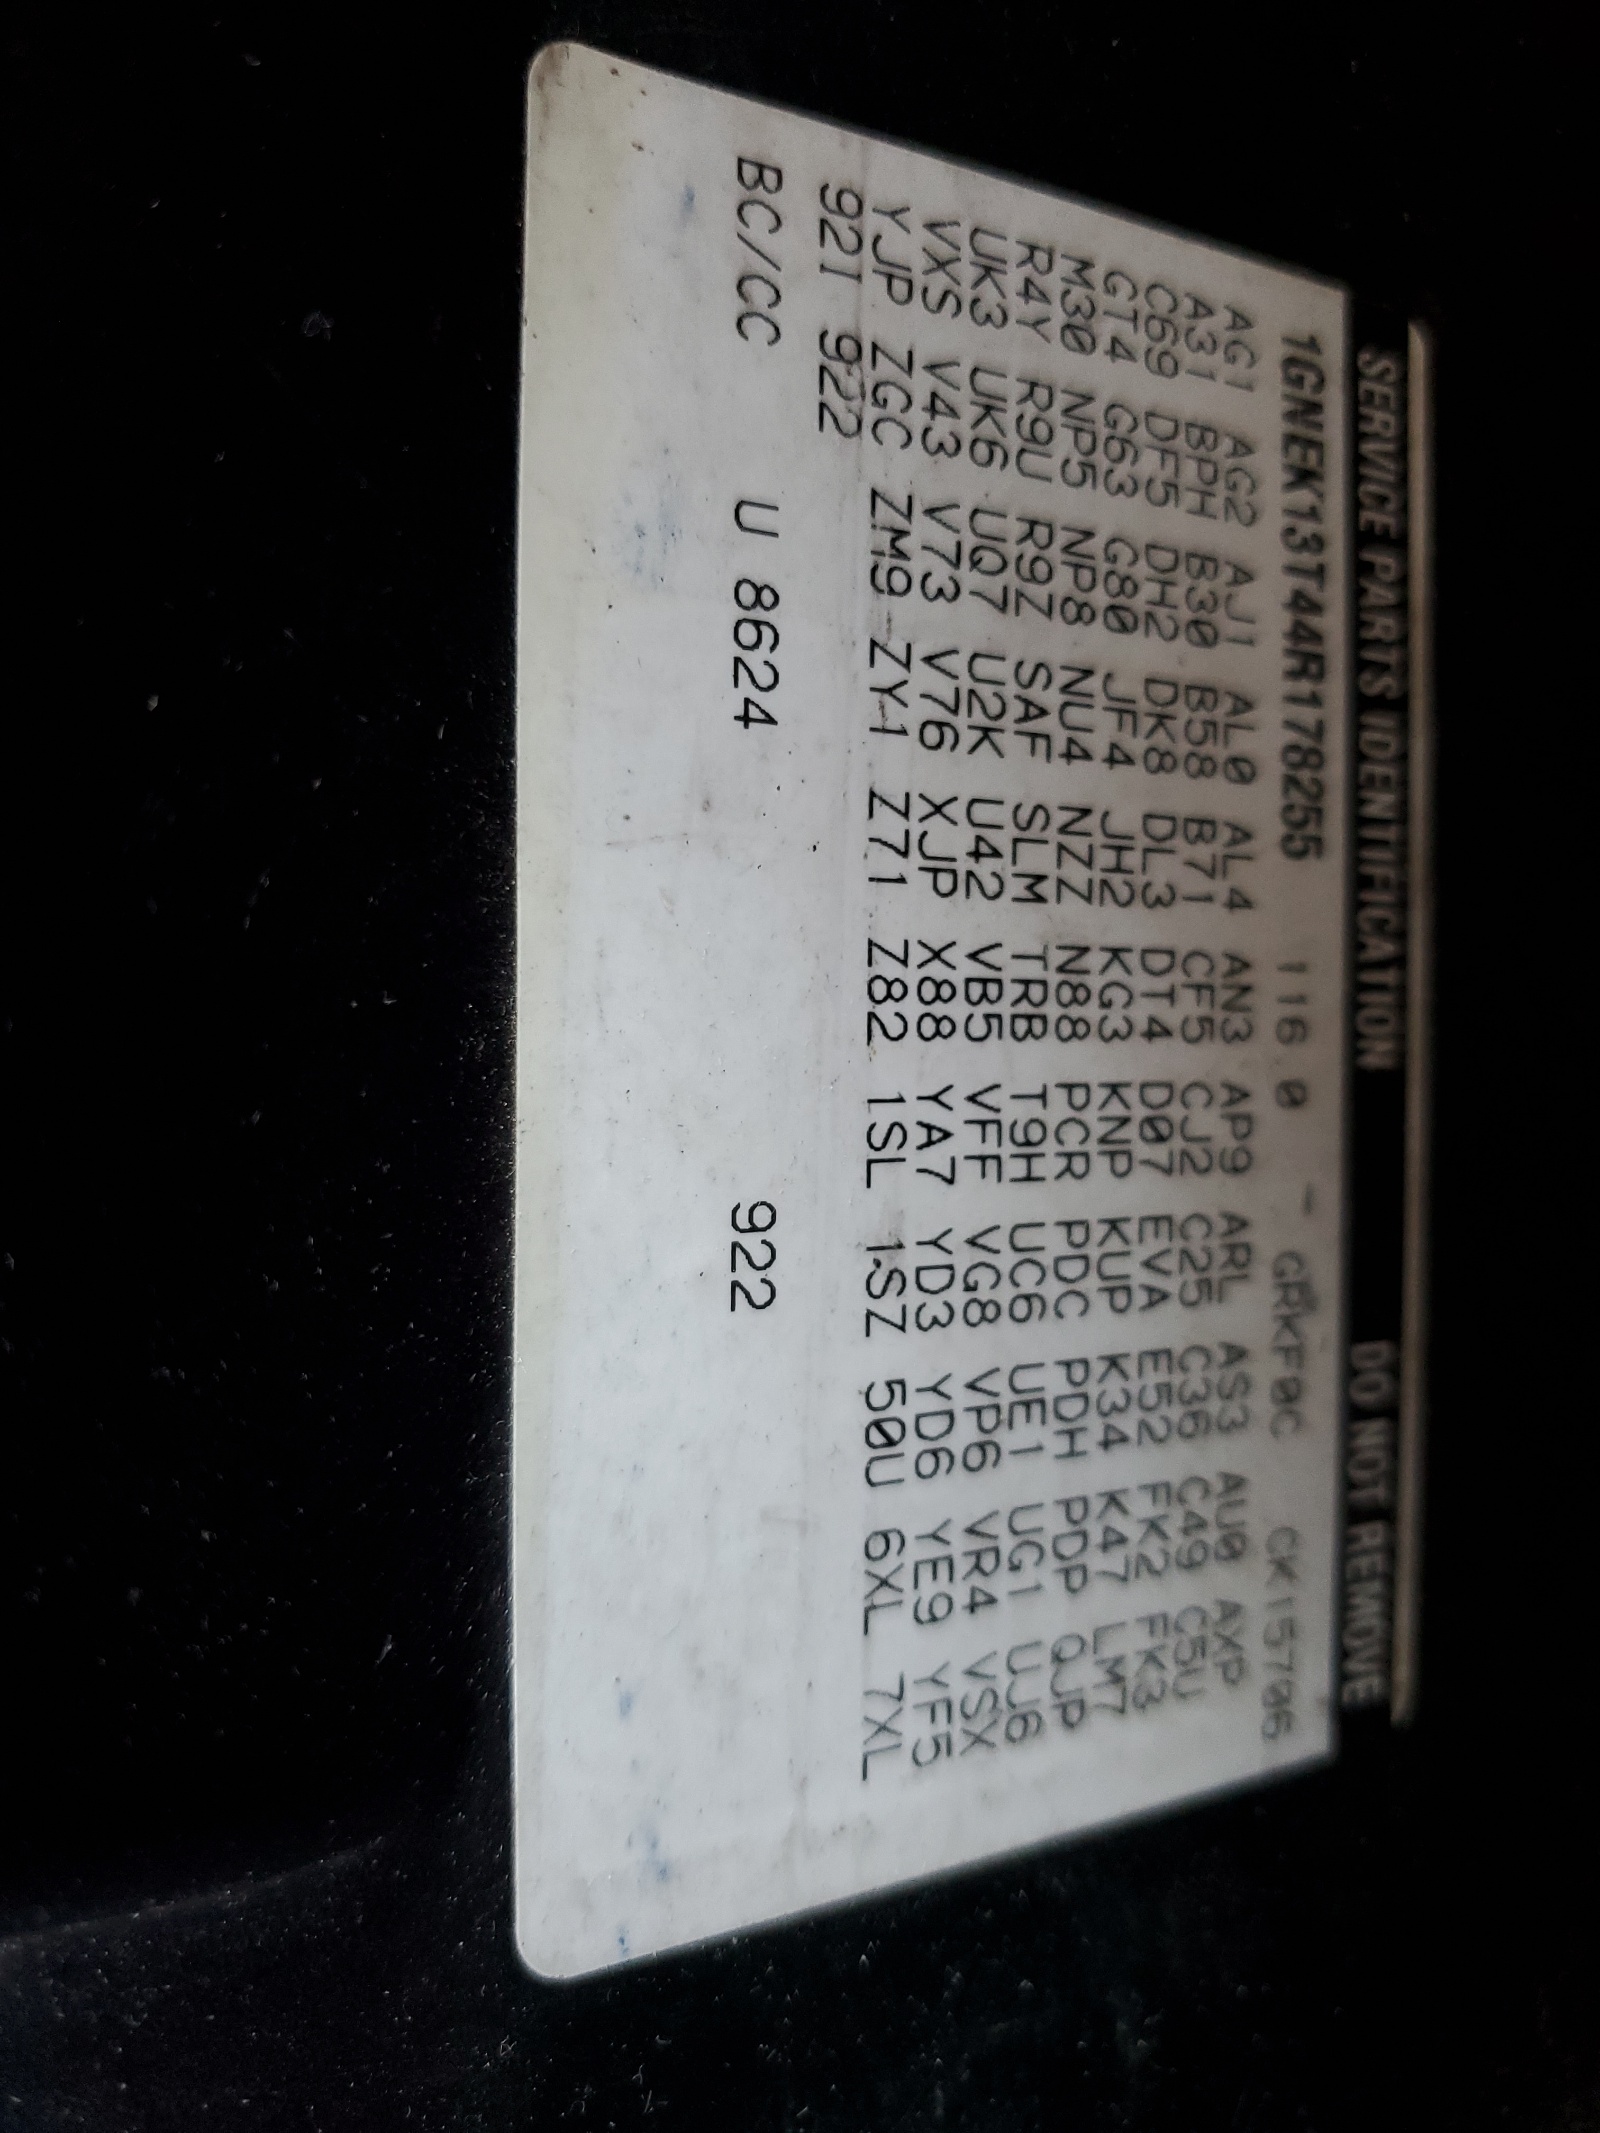 SERVICE PARTS IDENTIFICATION DO NOT REMOVE
1GNEK13T44R178255 116.0 - GRKF0C CK15706
AG1 AG2 AJ1 AL0 AL4 AN3 AP9 ARL AS3 AU0 AXP
A31 BPH B30 B58 B71 CF5 CJ2 C25 C36 C49 C5U
C69 DF5 DH2 DK8 DL3 DT4 D07 EVA E52 FK2 FK3
GT4 G63 G80 JF4 JH2 KG3 KNP KUP K34 K47 LM7
M30 NP5 NP8 NU4 NZZ N88 PCR PDC PDH PDP QJP
R4Y R9U R9Z SAF SLM TRB T9H UC6 UE1 UG1 UJ6
UK3 UK6 UQ7 U2K U42 VB5 VFF VG8 VP6 VR4 VSX
VXS V43 V73 V76 XJP X88 YA7 YD3 YD6 YE9 YF5
YJP ZGC ZM9 ZY1 Z71 Z82 1SL 1SZ 50U 6XL 7XL
92I 922
BC/CC U 8624 922